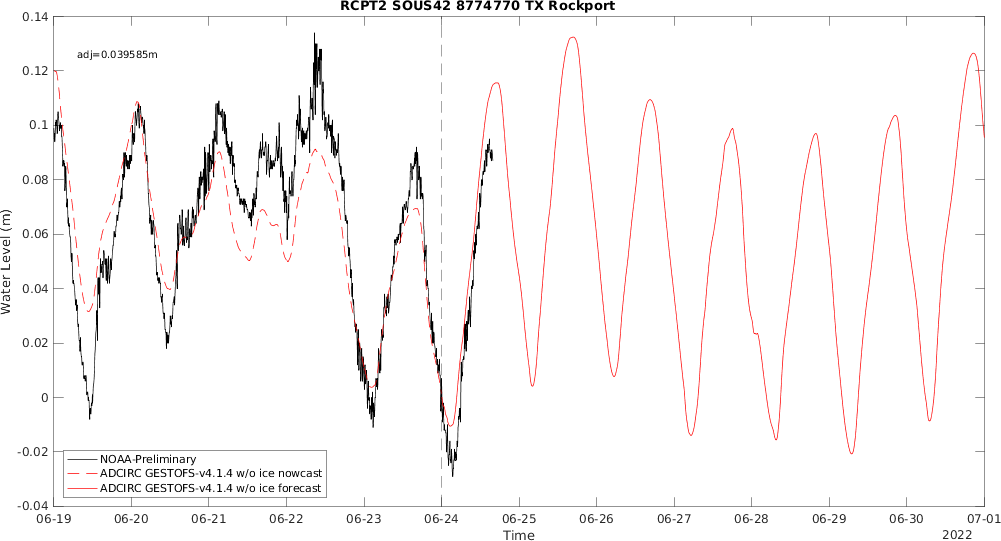 RCPT2 SOUS42 8774770 TX Rockport
0.14
adj=0.039585m
0.12
0.1
0.08
0.06
0.04
0.02
0
-0.02
-0.04
Water Level (m)
NOAA-Preliminary
ADCIRC GESTOFS-v4.1.4 w/o ice nowcast
ADCIRC GESTOFS-v4.1.4 w/o ice forecast
06-19 06-20 06-21 06-22 06-23 06-24 06-25 06-26 06-27 06-28 06-29 06-30 07-01
Time
2022